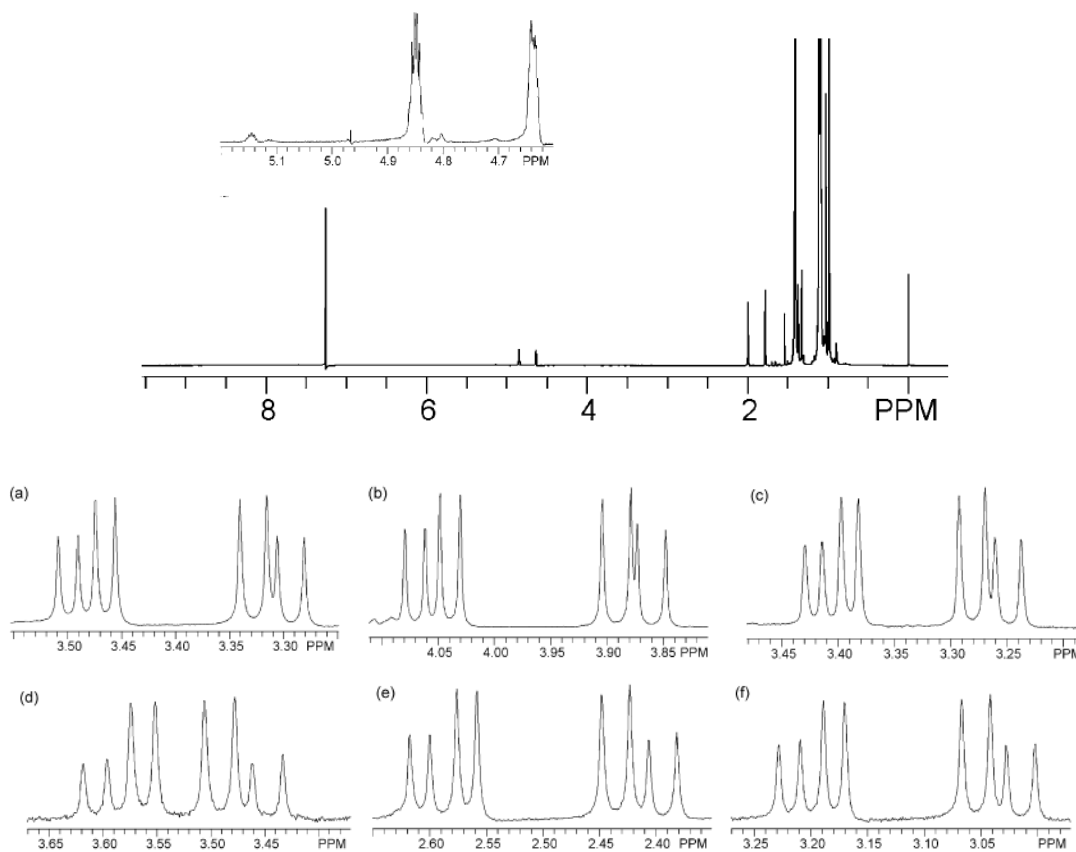 5.1 5.0 4.9 4.8 4.7 PPM
8 6 4 2 PPM
(a) (b) (c)
3.50 3.45 3.40 3.35 3.30 PPM
4.05 4.00 3.95 3.90 3.85 PPM
3.45 3.40 3.35 3.30 3.25 PPM
(d) (e) (f)
3.65 3.60 3.55 3.50 3.45 PPM
2.60 2.55 2.50 2.45 2.40 PPM
3.25 3.20 3.15 3.10 3.05 PPM